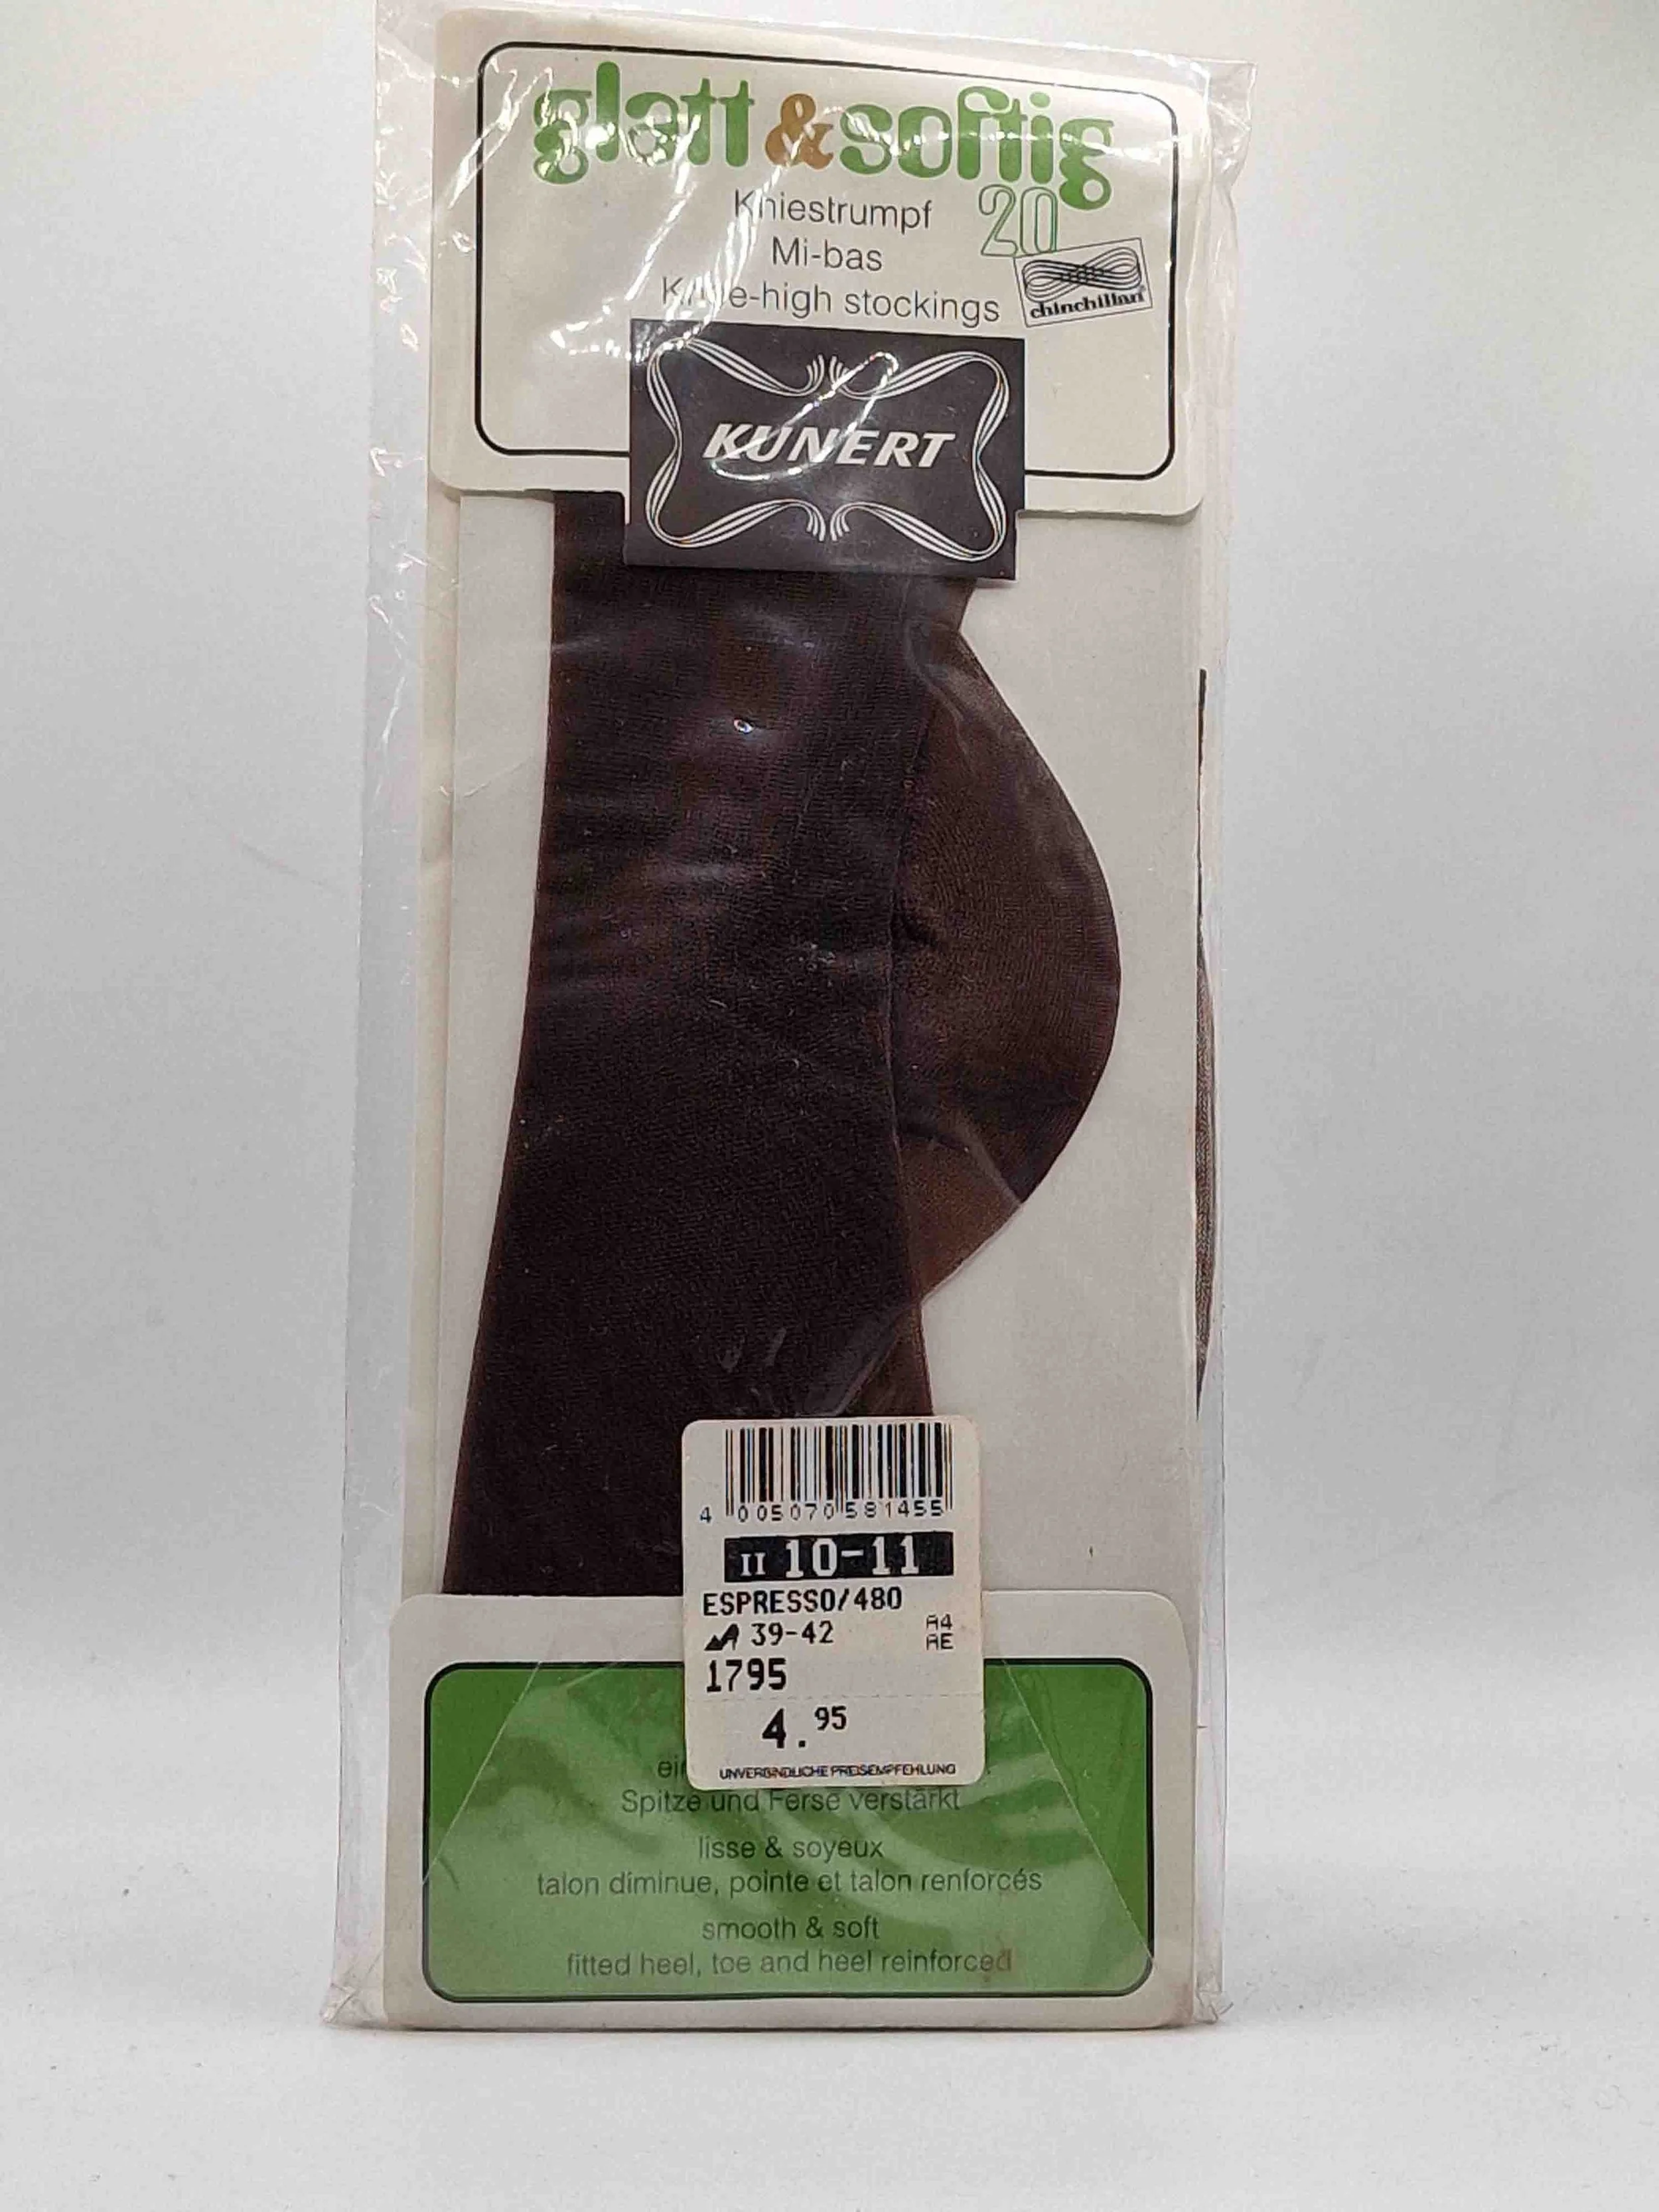 glatt & softig
20
Kniestrumpf
Mi-bas
Knee-high stockings
chinchillan®
KUNERT
4 005070 581455
II 10-11
ESPRESSO/480
39-42
A4
AE
1795
4.95
UNVERBINDLICHE PREISEMPFEHLUNG
Spitze und Ferse verstärkt
lisse & soyeux
talon diminue, pointe et talon renforcés
smooth & soft
fitted heel, toe and heel reinforced